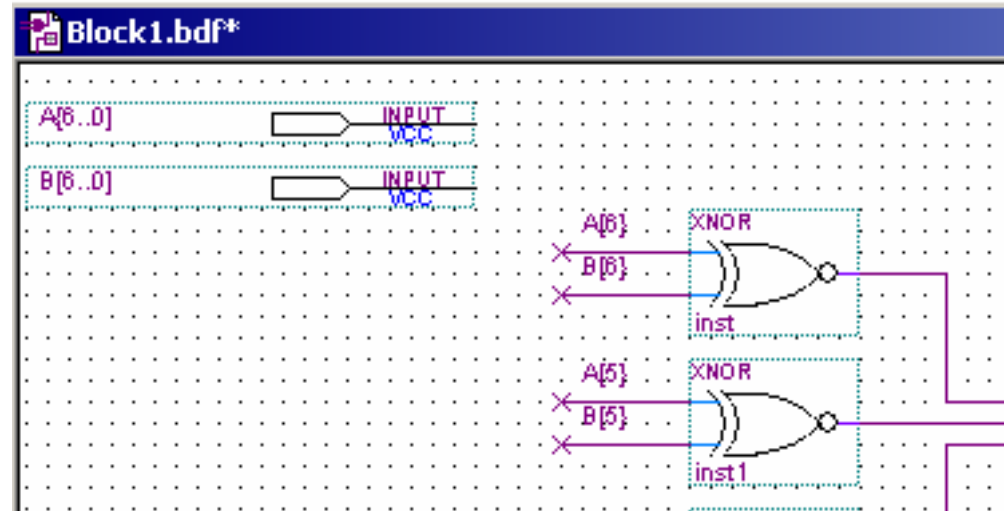 Block1.bdf*
A[6..0] INPUT
VCC
B[6..0] INPUT
VCC
A[6] XNOR
B[6]
inst
A[5] XNOR
B[5]
inst1